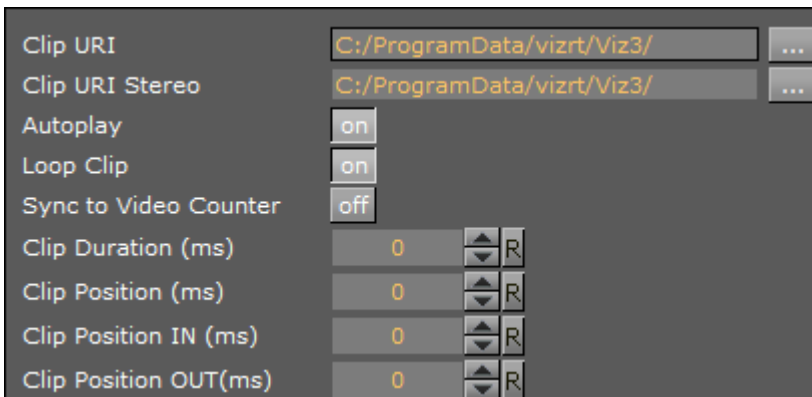 Clip URI C:/ProgramData/vizrt/Viz3/ ...
Clip URI Stereo C:/ProgramData/vizrt/Viz3/ ...
Autoplay on
Loop Clip on
Sync to Video Counter off
Clip Duration (ms) 0 R
Clip Position (ms) 0 R
Clip Position IN (ms) 0 R
Clip Position OUT(ms) 0 R